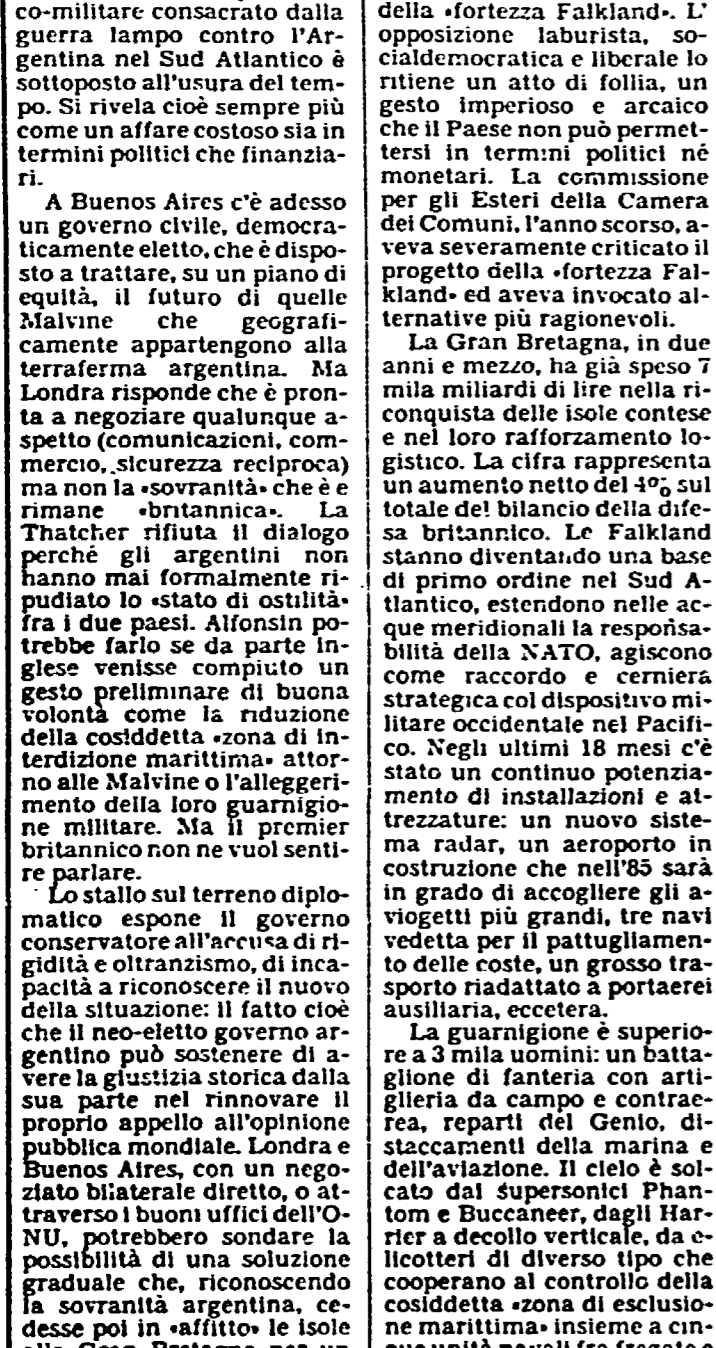 co-militare consacrato dalla
guerra lampo contro l'Ar-
gentina nel Sud Atlantico è
sottoposto all'usura del tem-
po. Si rivela cioè sempre più
come un affare costoso sia in
termini politici che finanzia-
ri.
A Buenos Aires c'è adesso
un governo civile, democra-
ticamente eletto, che è dispo-
sto a trattare, su un piano di
equità, il futuro di quelle
Malvine che geografi-
camente appartengono alla
terraferma argentina. Ma
Londra risponde che è pron-
ta a negoziare qualunque a-
spetto (comunicazioni, com-
mercio, sicurezza reciproca)
ma non la «sovranità» che è e
rimane «britannica». La
Thatcher rifiuta il dialogo
perché gli argentini non
hanno mai formalmente ri-
pudiato lo «stato di ostilità»
fra i due paesi. Alfonsin po-
trebbe farlo se da parte in-
glese venisse compiuto un
gesto preliminare di buona
volontà come la riduzione
della cosiddetta «zona di in-
terdizione marittima» attor-
no alle Malvine o l'alleggeri-
mento della loro guarnigio-
ne militare. Ma il premier
britannico non ne vuol senti-
re parlare.
Lo stallo sul terreno diplo-
matico espone il governo
conservatore all'accusa di ri-
gidità e oltranzismo, di inca-
pacità a riconoscere il nuovo
della situazione: il fatto cioè
che il neo-eletto governo ar-
gentino può sostenere di a-
vere la giustizia storica dalla
sua parte nel rinnovare il
proprio appello all'opinione
pubblica mondiale. Londra e
Buenos Aires, con un nego-
ziato bilaterale diretto, o at-
traverso i buoni uffici dell'O-
NU, potrebbero sondare la
possibilità di una soluzione
graduale che, riconoscendo
la sovranità argentina, ce-
desse poi in «affitto» le isole
alla Gran Bretagna per un
della «fortezza Falkland». L'
opposizione laburista, so-
cialdemocratica e liberale lo
ritiene un atto di follia, un
gesto imperioso e arcaico
che il Paese non può permet-
tersi in termini politici né
monetari. La commissione
per gli Esteri della Camera
dei Comuni, l'anno scorso, a-
veva severamente criticato il
progetto della «fortezza Fal-
kland» ed aveva invocato al-
ternative più ragionevoli.
La Gran Bretagna, in due
anni e mezzo, ha già speso 7
mila miliardi di lire nella ri-
conquista delle isole contese
e nel loro rafforzamento lo-
gistico. La cifra rappresenta
un aumento netto del 4% sul
totale del bilancio della dife-
sa britannico. Le Falkland
stanno diventando una base
di primo ordine nel Sud A-
tlantico, estendono nelle ac-
que meridionali la responsa-
bilità della NATO, agiscono
come raccordo e cerniera
strategica col dispositivo mi-
litare occidentale nel Pacifi-
co. Negli ultimi 18 mesi c'è
stato un continuo potenzia-
mento di installazioni e at-
trezzature: un nuovo siste-
ma radar, un aeroporto in
costruzione che nell'85 sarà
in grado di accogliere gli a-
viogetti più grandi, tre navi
vedetta per il pattugliamen-
to delle coste, un grosso tra-
sporto riadattato a portaerei
ausiliaria, eccetera.
La guarnigione è superio-
re a 3 mila uomini: un batta-
glione di fanteria con arti-
glieria da campo e contrae-
rea, reparti del Genio, di-
staccamenti della marina e
dell'aviazione. Il cielo è sol-
cato dai supersonici Phan-
tom e Buccaneer, dagli Har-
rier a decollo verticale, da e-
licotteri di diverso tipo che
cooperano al controllo della
cosiddetta «zona di esclusio-
ne marittima» insieme a cin-
que unità navali fra fregate e